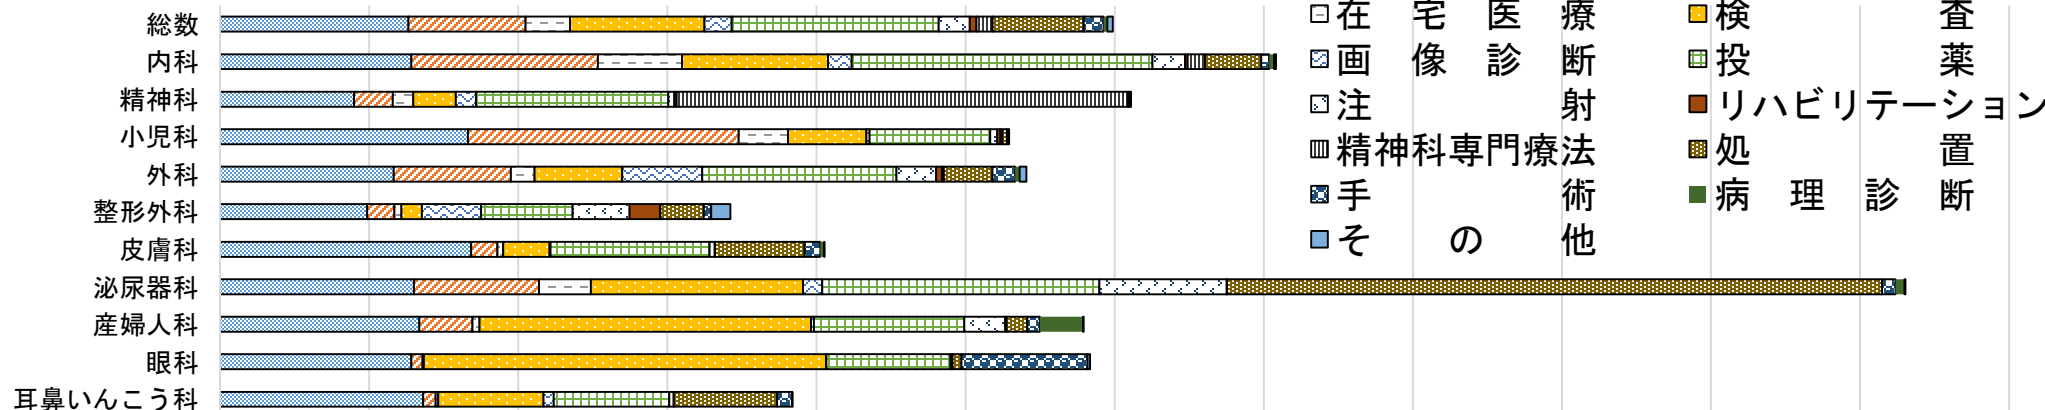 総数
内科
精神科
小児科
外科
整形外科
皮膚科
泌尿器科
産婦人科
眼科
耳鼻いんこう科
在宅医療 検査
画像診断 投薬
注射 リハビリテーション
精神科専門療法 処置
手術 病理診断
その他